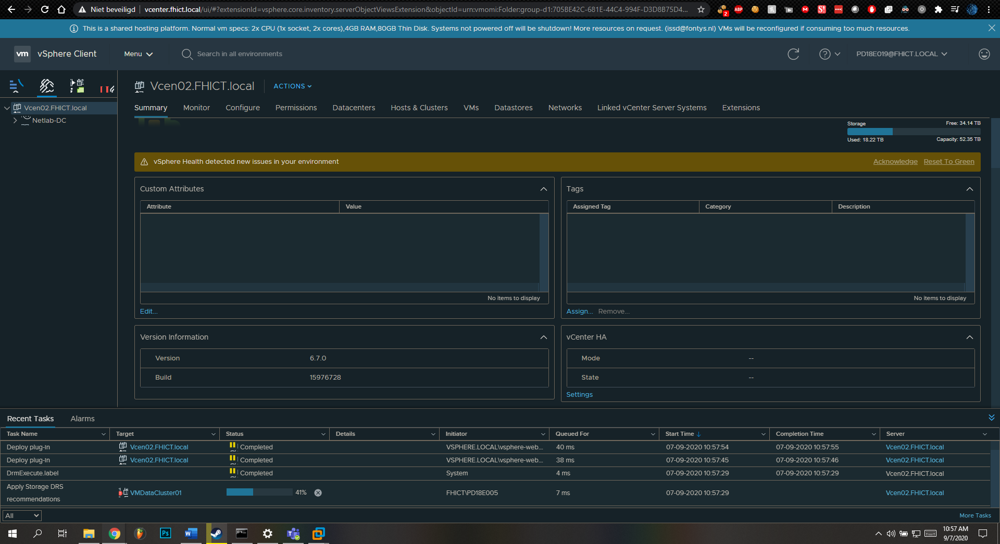 Niet beveiligd | vcenter.fhict.local/ui/#?extensionId=vsphere.core.inventory.serverObjectViewsExtension&objectId=urn:vmomi:Folder:group-d1:705BE42C-681E-44C4-994F-D3D8B75D4...
2
ABP
This is a shared hosting platform. Normal vm specs: 2x CPU (1x socket, 2x cores),4GB RAM,80GB Thin Disk. Systems not powered off will be shutdown! More resources on request. (issd@fontys.nl) VMs will be reconfigured if consuming too much resources.
vm vSphere Client Menu Search in all environments PD18E019@FHICT.LOCAL
Vcen02.FHICT.local
Netlab-DC
Vcen02.FHICT.local ACTIONS
Summary Monitor Configure Permissions Datacenters Hosts & Clusters VMs Datastores Networks Linked vCenter Server Systems Extensions
Storage Free: 34.14 TB
Used: 18.22 TB Capacity: 52.35 TB
vSphere Health detected new issues in your environment Acknowledge Reset To Green
Custom Attributes
Attribute Value
No items to display
Edit...
Tags
Assigned Tag Category Description
No items to display
Assign... Remove...
Version Information
Version 6.7.0
Build 15976728
vCenter HA
Mode --
State --
Settings
Recent Tasks Alarms
Task Name Target Status Details Initiator Queued For Start Time Completion Time Server
Deploy plug-in Vcen02.FHICT.local Completed VSPHERE.LOCAL\vsphere-web... 40 ms 07-09-2020 10:57:54 07-09-2020 10:57:55 Vcen02.FHICT.local
Deploy plug-in Vcen02.FHICT.local Completed VSPHERE.LOCAL\vsphere-web... 38 ms 07-09-2020 10:57:45 07-09-2020 10:57:46 Vcen02.FHICT.local
DrmExecute.label Completed System 4 ms 07-09-2020 10:57:29 07-09-2020 10:57:29 Vcen02.FHICT.local
Apply Storage DRS
recommendations VMDataCluster01 41% FHICT\PD18E005 7 ms 07-09-2020 10:57:29 Vcen02.FHICT.local
All More Tasks
Ps
10:57 AM
9/7/2020